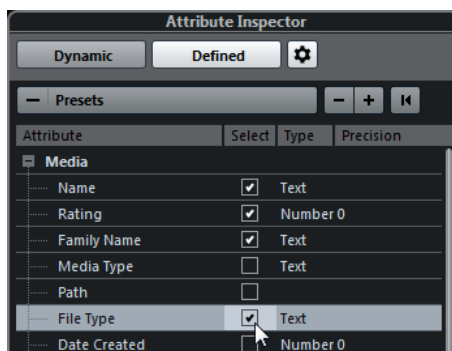 Attribute Inspector
Dynamic Defined
Presets
Attribute Select Type Precision
Media
Name Text
Rating Number 0
Family Name Text
Media Type Text
Path
File Type Text
Date Created Number 0